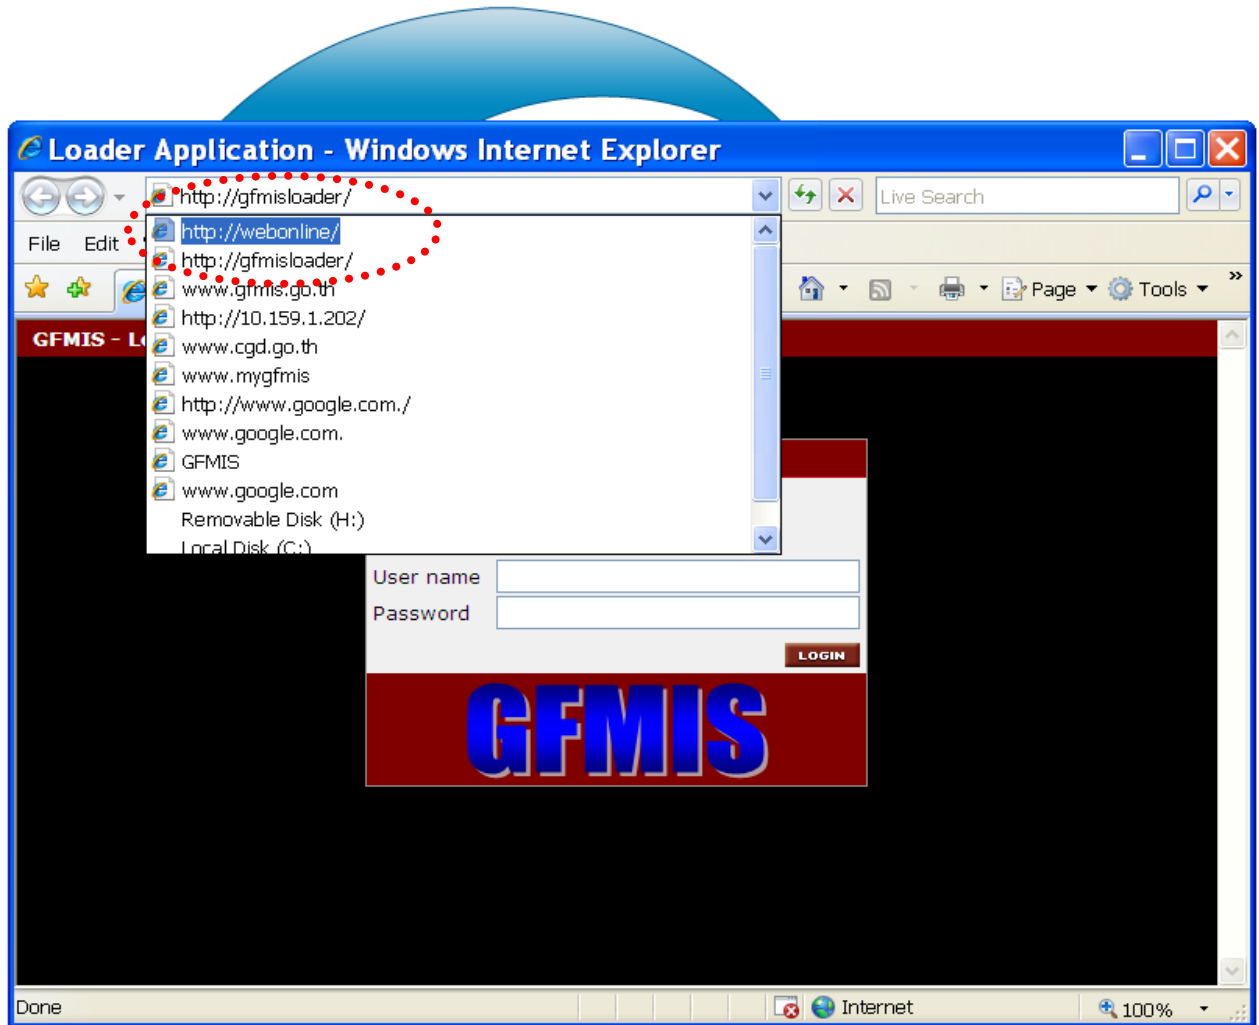 Loader Application - Windows Internet Explorer
http://gfmisloader/
Live Search
File Edit
http://webonline/
http://gfmisloader/
www.gfmis.go.th
Page Tools
http://10.159.1.202/
GFMIS - L
www.cgd.go.th
www.mygfmis
http://www.google.com./
www.google.com.
GFMIS
www.google.com
Removable Disk (H:)
Local Disk (C:)
User name
Password
LOGIN
GFMIS
Done Internet 100%